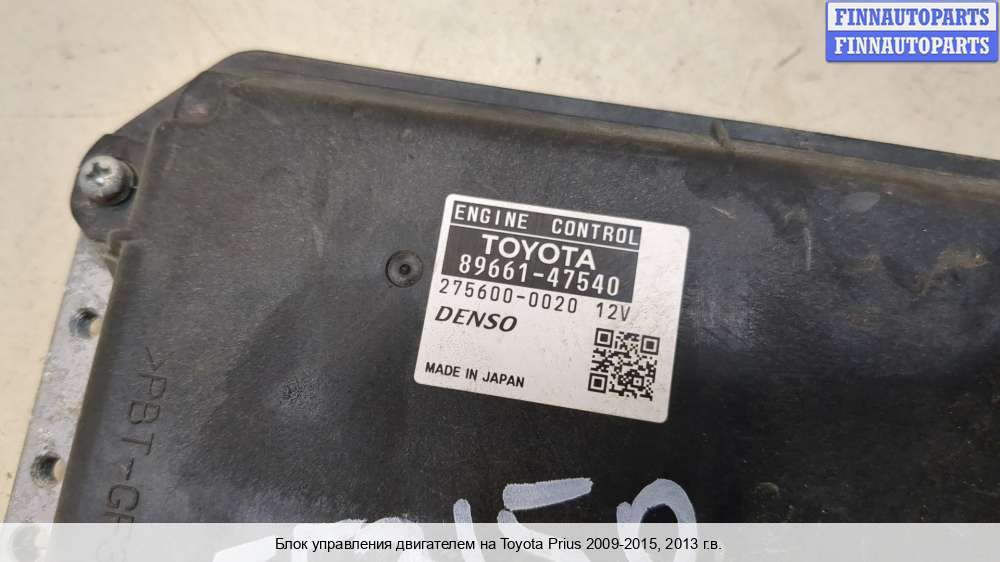 FINNAUTOPARTS
FINNAUTOPARTS
ENGINE CONTROL
TOYOTA
89661-47540
275600-0020 12V
DENSO
MADE IN JAPAN
Блок управления двигателем на Toyota Prius 2009-2015, 2013 г.в.